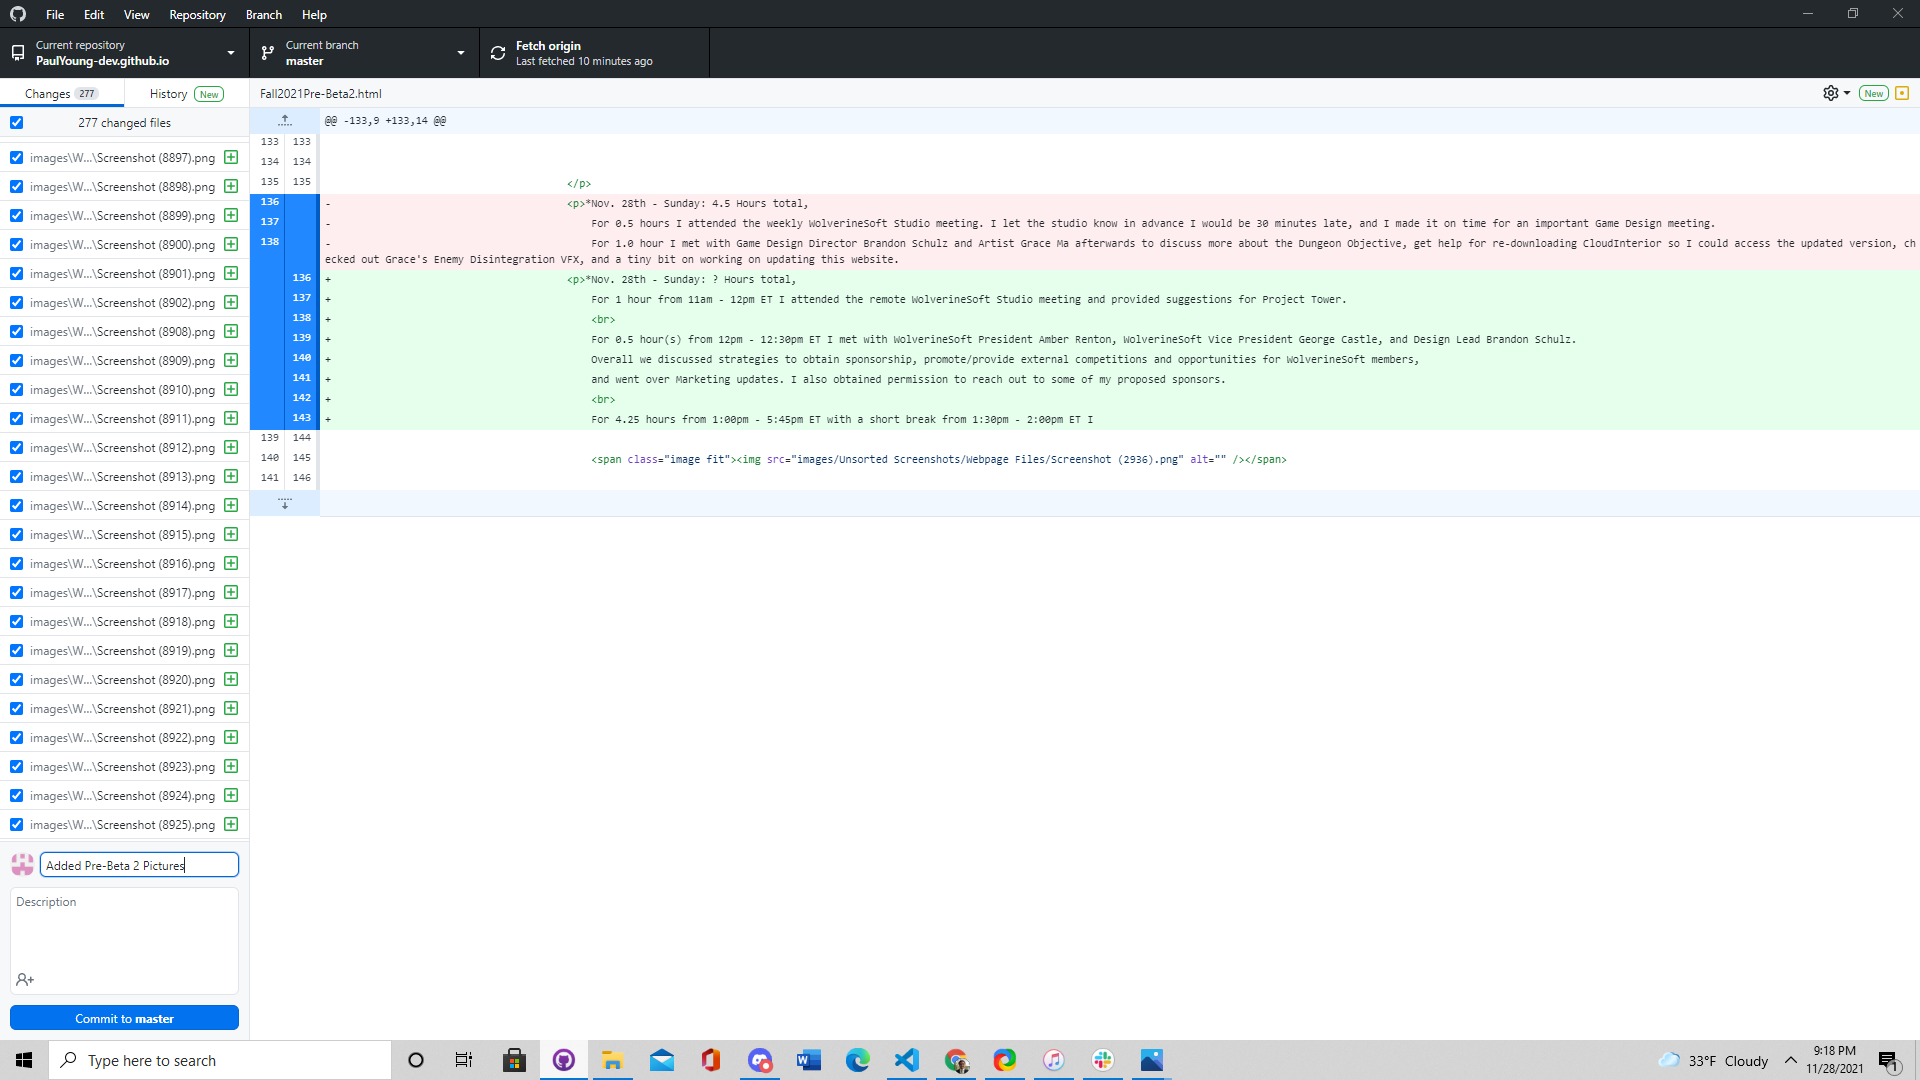 File Edit View Repository Branch Help
Current repository
PaulYoung-dev.github.io
Current branch
master
Fetch origin
Last fetched 10 minutes ago
Changes 277
History New
Fall2021Pre-Beta2.html
New
277 changed files
@@ -133,9 +133,14 @@
133 133
134 134
135 135 </p>
136 - <p>*Nov. 28th - Sunday: 4.5 Hours total,
137 - For 0.5 hours I attended the weekly WolverineSoft Studio meeting. I let the studio know in advance I would be 30 minutes late, and I made it on time for an important Game Design meeting.
138 - For 1.0 hour I met with Game Design Director Brandon Schulz and Artist Grace Ma afterwards to discuss more about the Dungeon Objective, get help for re-downloading CloudInterior so I could access the updated version, ch
ecked out Grace's Enemy Disintegration VFX, and a tiny bit on working on updating this website.
136 + <p>*Nov. 28th - Sunday: ? Hours total,
137 + For 1 hour from 11am - 12pm ET I attended the remote WolverineSoft Studio meeting and provided suggestions for Project Tower.
138 + <br>
139 + For 0.5 hour(s) from 12pm - 12:30pm ET I met with WolverineSoft President Amber Renton, WolverineSoft Vice President George Castle, and Design Lead Brandon Schulz.
140 + Overall we discussed strategies to obtain sponsorship, promote/provide external competitions and opportunities for WolverineSoft members,
141 + and went over Marketing updates. I also obtained permission to reach out to some of my proposed sponsors.
142 + <br>
143 + For 4.25 hours from 1:00pm - 5:45pm ET with a short break from 1:30pm - 2:00pm ET I
139 144
140 145 <span class="image fit"><img src="images/Unsorted Screenshots/Webpage Files/Screenshot (2936).png" alt="" /></span>
141 146
images\W...\Screenshot (8897).png
images\W...\Screenshot (8898).png
images\W...\Screenshot (8899).png
images\W...\Screenshot (8900).png
images\W...\Screenshot (8901).png
images\W...\Screenshot (8902).png
images\W...\Screenshot (8908).png
images\W...\Screenshot (8909).png
images\W...\Screenshot (8910).png
images\W...\Screenshot (8911).png
images\W...\Screenshot (8912).png
images\W...\Screenshot (8913).png
images\W...\Screenshot (8914).png
images\W...\Screenshot (8915).png
images\W...\Screenshot (8916).png
images\W...\Screenshot (8917).png
images\W...\Screenshot (8918).png
images\W...\Screenshot (8919).png
images\W...\Screenshot (8920).png
images\W...\Screenshot (8921).png
images\W...\Screenshot (8922).png
images\W...\Screenshot (8923).png
images\W...\Screenshot (8924).png
images\W...\Screenshot (8925).png
Added Pre-Beta 2 Pictures
Description
Commit to master
Type here to search
33°F Cloudy
9:18 PM
11/28/2021
1